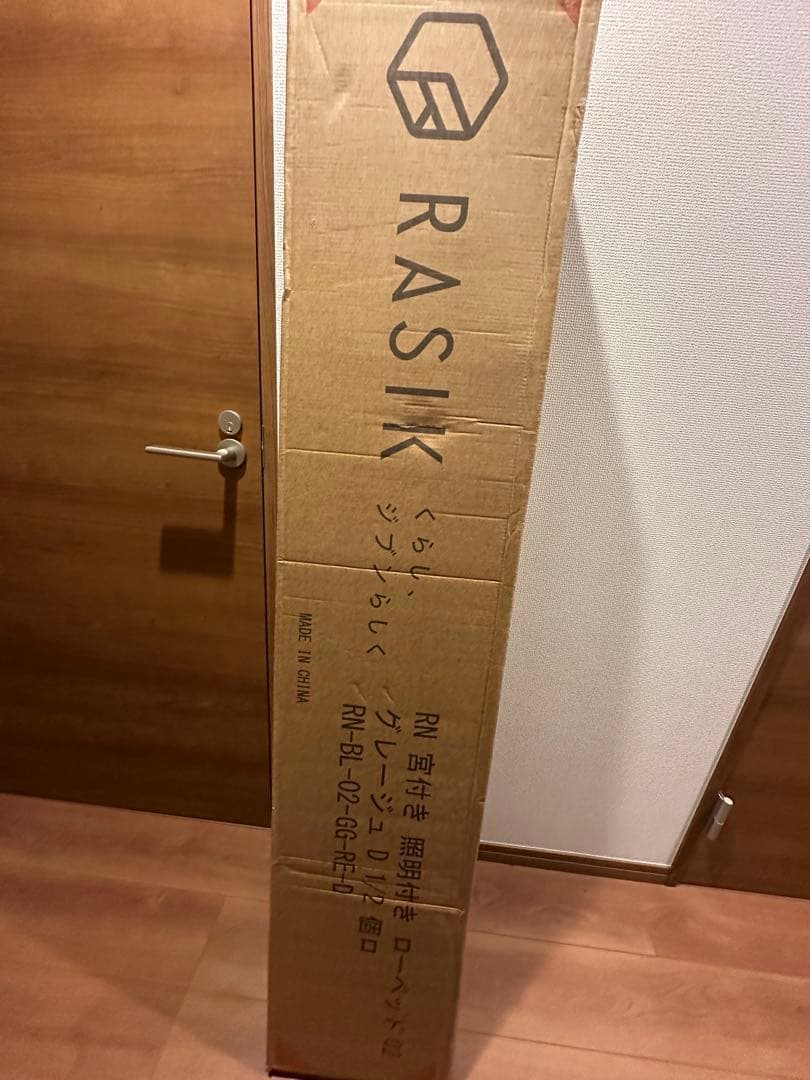 RASIK
くらし、
ジブンらしく
MADE IN CHINA
RN 宮付き 照明付き ローベッド 02
グレージュ D 1/2 個口
RN-BL-02-GG-RE-D